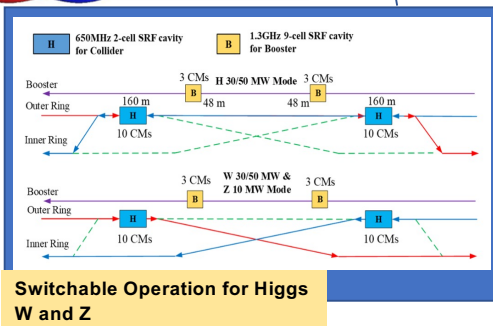 H
650MHz 2-cell SRF cavity
for Collider
B
1.3GHz 9-cell SRF cavity
for Booster
Booster
3 CMs
H 30/50 MW Mode
3 CMs
Outer Ring
160 m
B
48 m
48 m
B
160 m
H
H
10 CMs
10 CMs
Inner Ring
Booster
3 CMs
W 30/50 MW &
Z 10 MW Mode
3 CMs
Outer Ring
B
B
H
H
Inner Ring
10 CMs
10 CMs
Switchable Operation for Higgs
W and Z